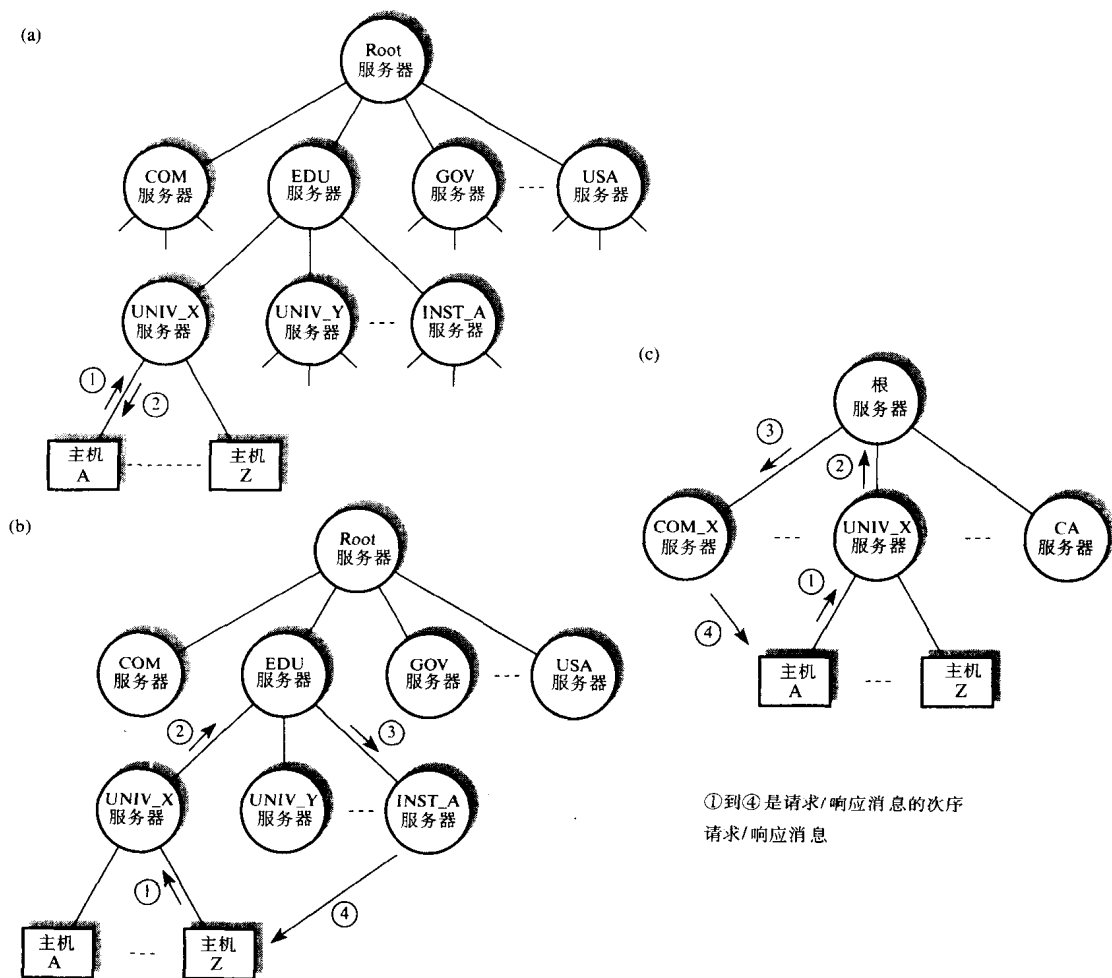 (a)
Root
服务器
COM
服务器
EDU
服务器
GOV
服务器
USA
服务器
UNIV_X
服务器
UNIV_Y
服务器
INST_A
服务器
①
②
主机
A
主机
Z
(b)
Root
服务器
COM
服务器
EDU
服务器
GOV
服务器
USA
服务器
②
③
UNIV_X
服务器
UNIV_Y
服务器
INST_A
服务器
①
④
主机
A
主机
Z
(c)
根
服务器
③
②
COM_X
服务器
UNIV_X
服务器
CA
服务器
①
④
主机
A
主机
Z
①到④是请求/响应消息的次序
请求/响应消息